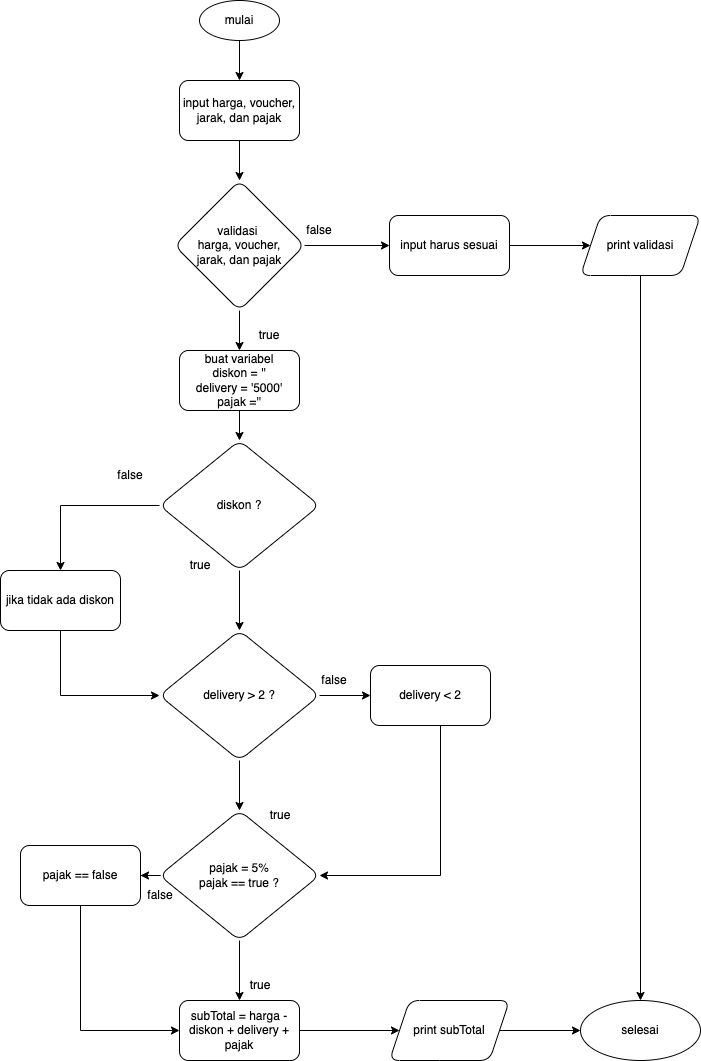 mulai
input harga, voucher,
jarak, dan pajak
validasi
harga, voucher,
jarak, dan pajak
false
input harus sesuai
print validasi
true
buat variabel
diskon = ''
delivery = '5000'
pajak =''
false
diskon ?
true
jika tidak ada diskon
delivery > 2 ?
false
delivery < 2
true
pajak == false
false
pajak = 5%
pajak == true ?
true
subTotal = harga -
diskon + delivery +
pajak
print subTotal
selesai